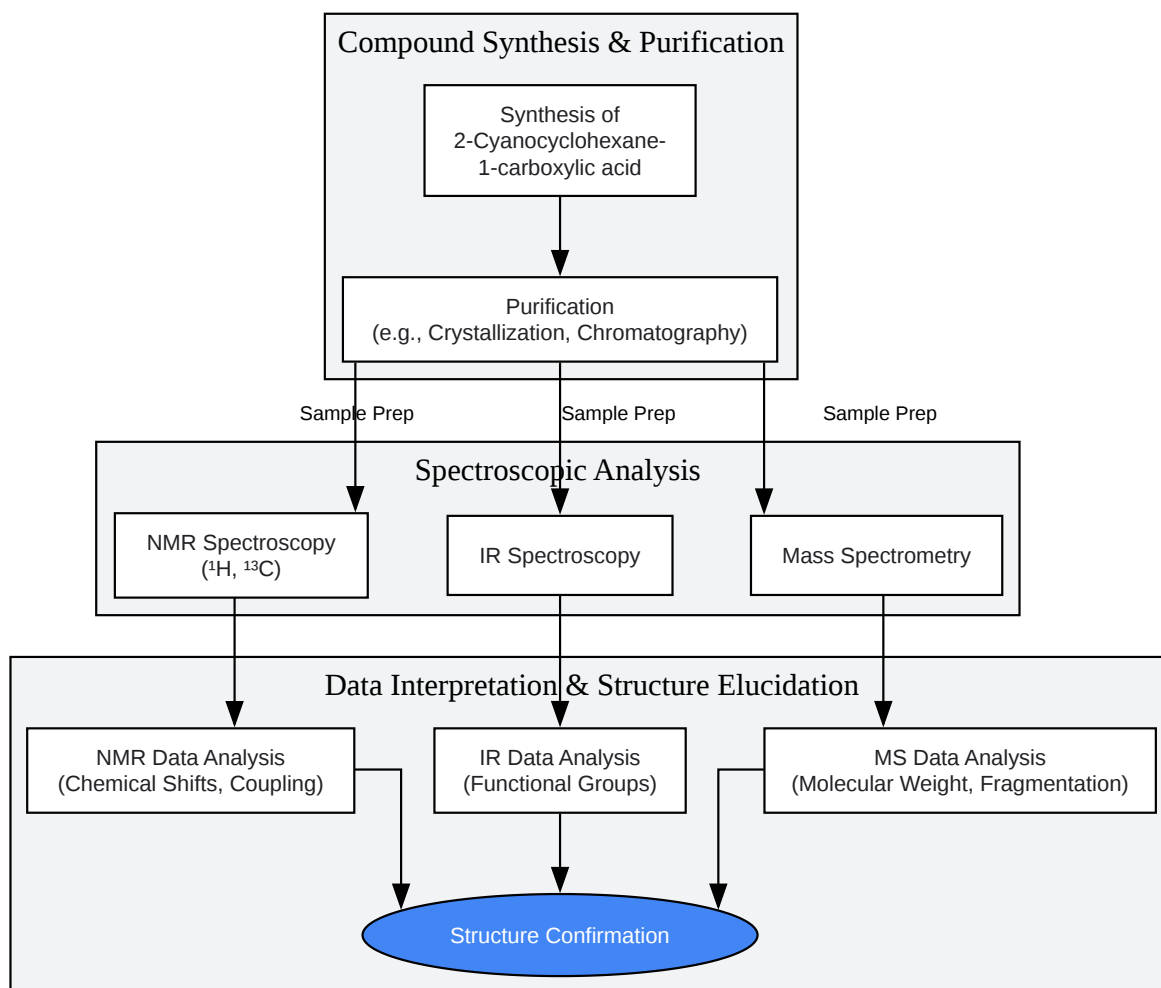 Compound Synthesis & Purification
Synthesis of
2-Cyanocyclohexane-
1-carboxylic acid
Purification
(e.g., Crystallization, Chromatography)
Sample Prep
Sample Prep
Sample Prep
Spectroscopic Analysis
NMR Spectroscopy
(¹H, ¹³C)
IR Spectroscopy
Mass Spectrometry
Data Interpretation & Structure Elucidation
NMR Data Analysis
(Chemical Shifts, Coupling)
IR Data Analysis
(Functional Groups)
MS Data Analysis
(Molecular Weight, Fragmentation)
Structure Confirmation